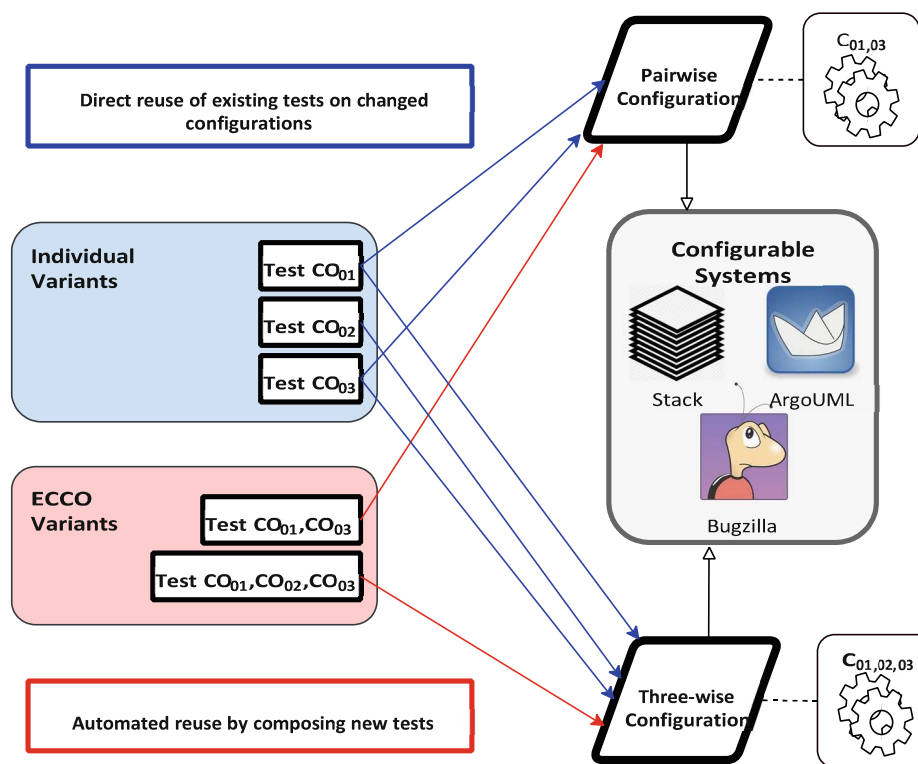 Direct reuse of existing tests on changed
configurations
Pairwise
Configuration
C01,03
Individual
Variants
Test CO01
Test CO02
Test CO03
Configurable
Systems
Stack
ArgoUML
Bugzilla
ECCO
Variants
Test CO01,CO03
Test CO01,CO02,CO03
Three-wise
Configuration
C01,02,03
Automated reuse by composing new tests